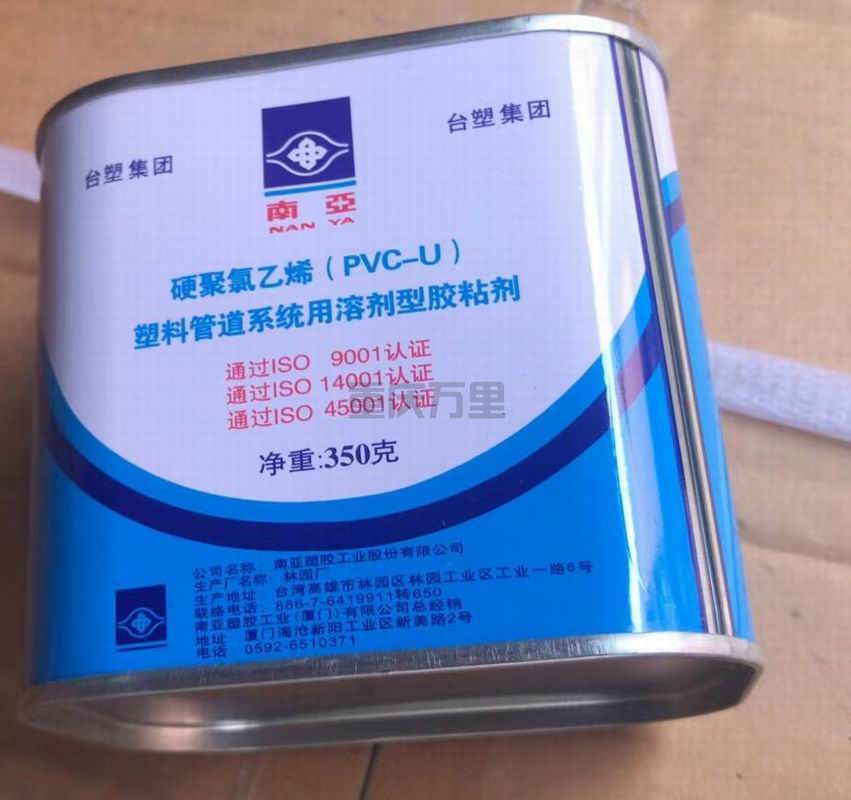 台塑集团
台塑集团
南亞
NAN YA
硬聚氯乙烯（PVC-U）
塑料管道系统用溶剂型胶粘剂
通过ISO 9001认证
通过ISO 14001认证
通过ISO 45001认证
重庆万里
净重:350克
公司名称: 南亚塑胶工业股份有限公司
生产厂名称: 林园厂
生产地址: 台湾高雄市林园区林园工业区工业一路6号
联络电话: 886-7-6419911转650
南亚塑胶工业(厦门)有限公司总经销
地址: 厦门海沧新阳工业区新美路2号
电话: 0592-6510371